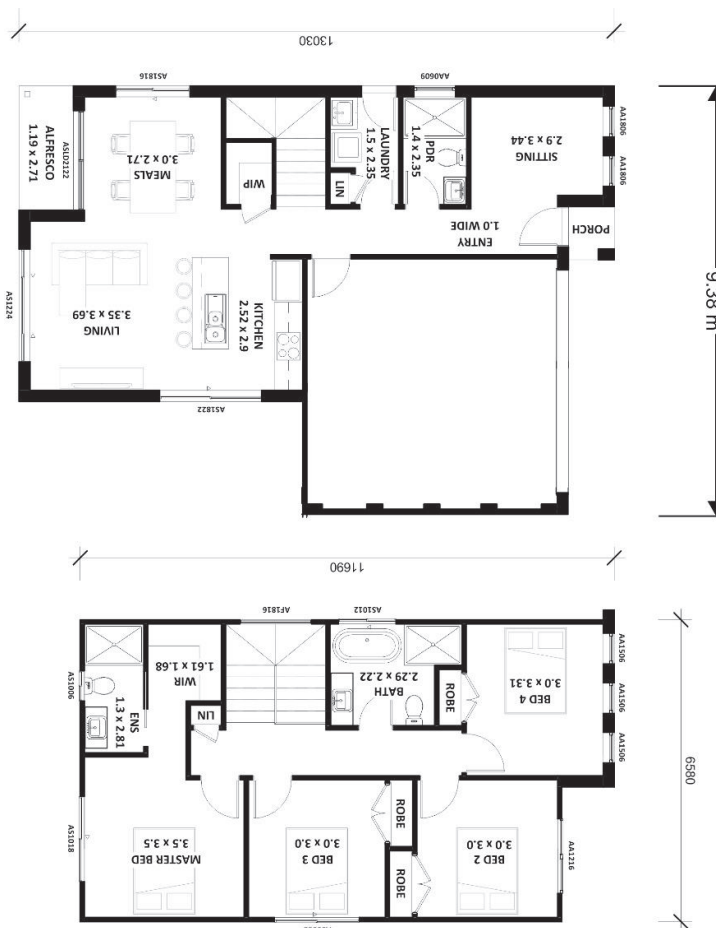 13030
AS1816
AA0609
ALFRESCO
1.19 x 2.71
ASLD2122
MEALS
3.0 x 2.71
WIP
LIN
LAUNDRY
1.5 x 2.35
PDR
1.4 x 2.35
SITTING
2.9 x 3.44
AA1806
AA1806
ENTRY
1.0 WIDE
PORCH
AS1224
LIVING
3.35 x 3.69
KITCHEN
2.52 x 2.9
AS1822
9.38 m
11690
AF1816
AS1012
AS1006
ENS
1.3 x 2.81
WIR
1.61 x 1.68
LIN
BATH
2.29 x 2.22
ROBE
BED 4
3.0 x 3.31
AA1506
AA1506
AA1506
6580
AS1018
MASTER BED
3.5 x 3.5
BED 3
3.0 x 3.0
ROBE
ROBE
BED 2
3.0 x 3.0
AA1216